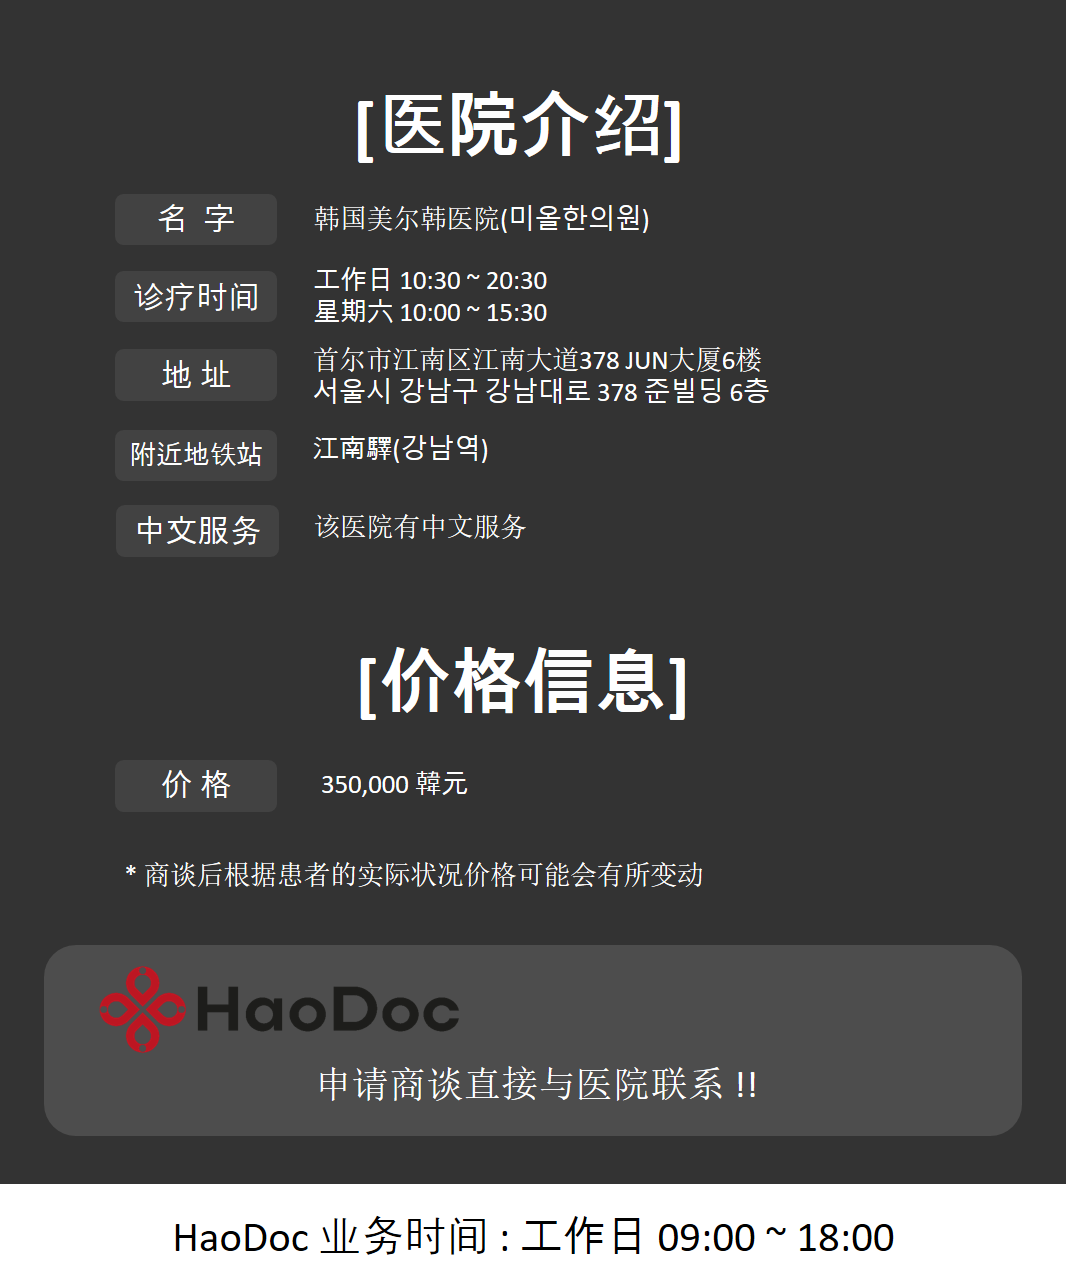 [医院介绍]
名 字
韩国美尔韩医院(미올한의원)
诊疗时间
工作日 10:30 ~ 20:30
星期六 10:00 ~ 15:30
地 址
首尔市江南区江南大道378 JUN大厦6楼
서울시 강남구 강남대로 378 준빌딩 6층
附近地铁站
江南驛(강남역)
中文服务
该医院有中文服务
[价格信息]
价 格
350,000 韓元
* 商谈后根据患者的实际状况价格可能会有所变动
HaoDoc
申请商谈直接与医院联系 !!
HaoDoc 业务时间 : 工作日 09:00 ~ 18:00